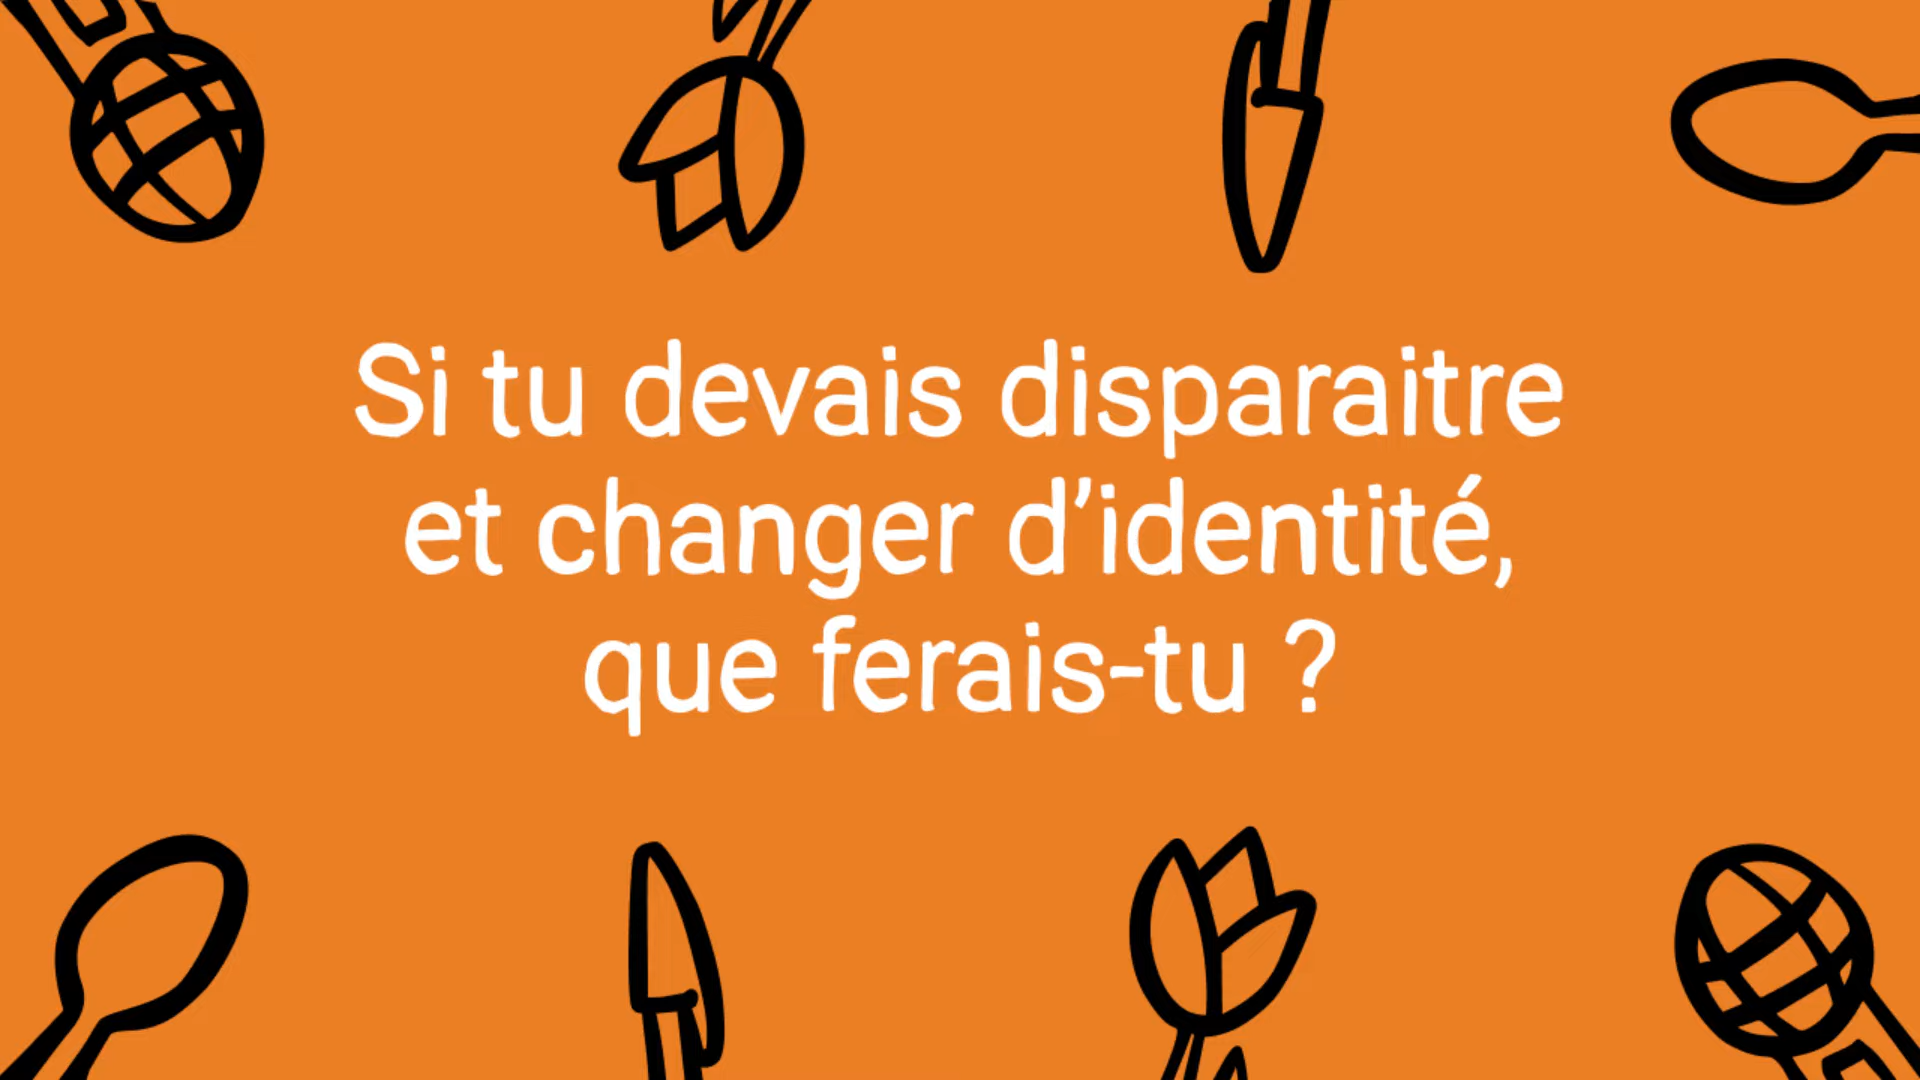 Si tu devais disparaitre
et changer d’identité,
que ferais-tu ?